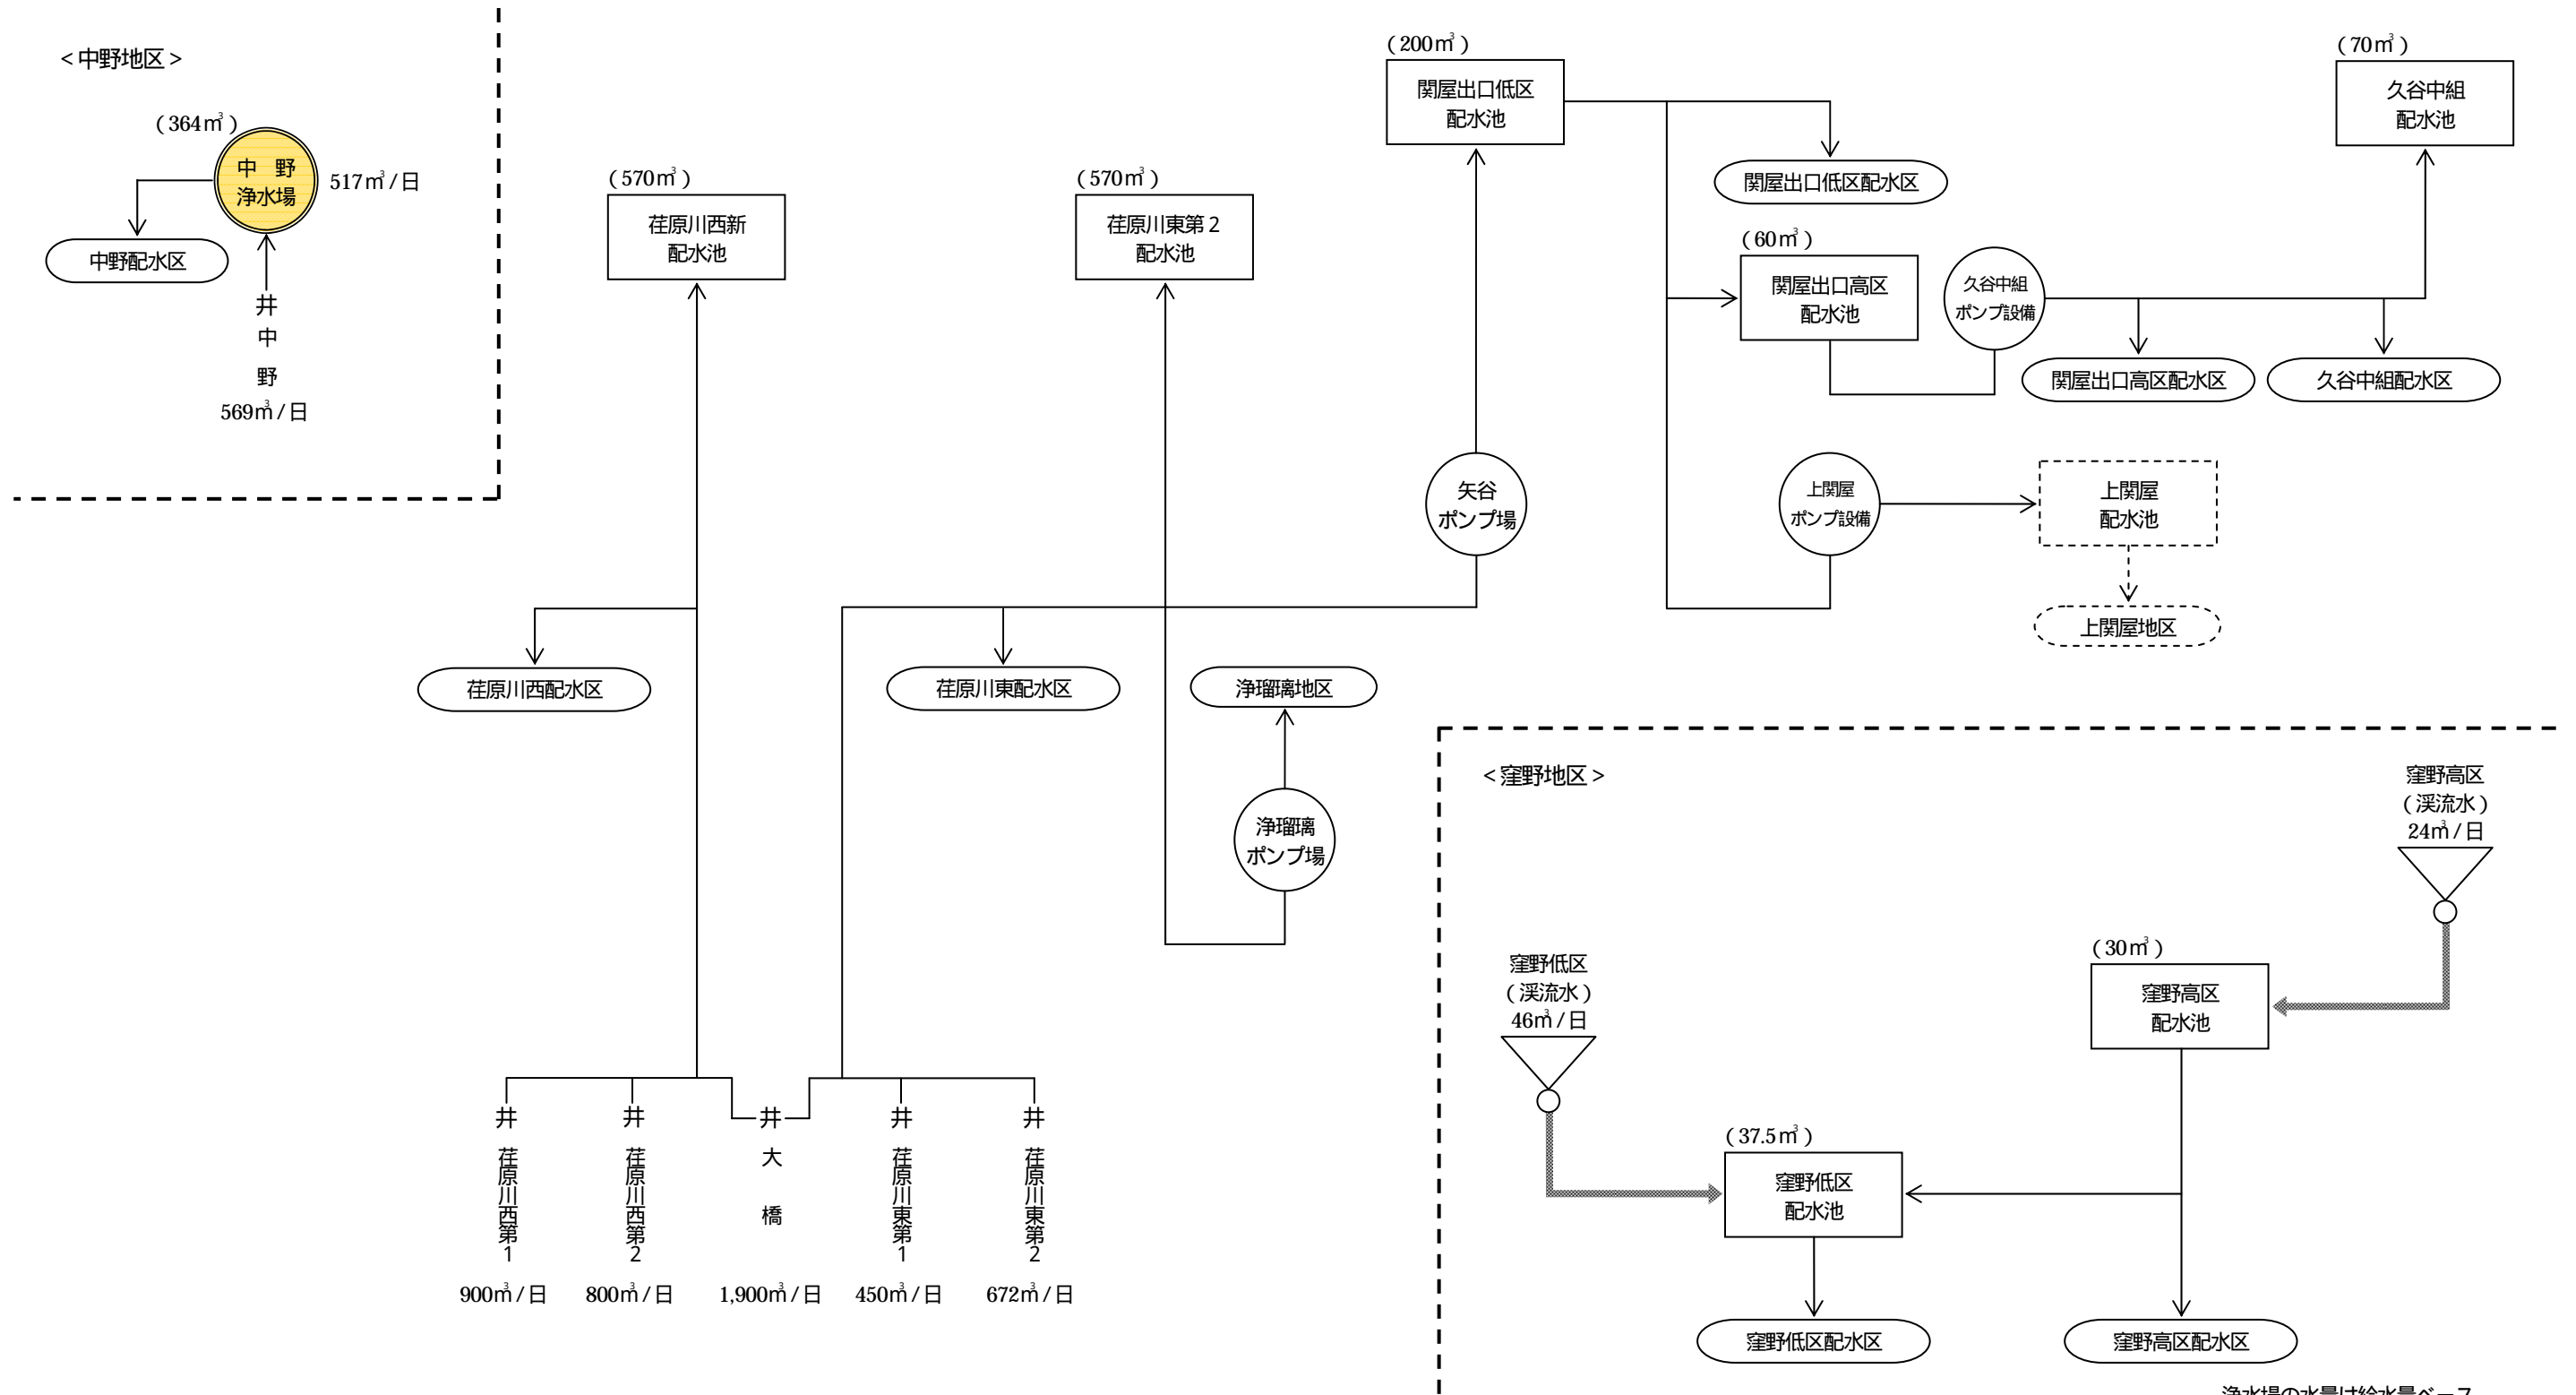 <中野地区>
(364㎥)
中　野
浄水場
517㎥/日
中野配水区
井
中
野
569㎥/日
(570㎥)
荏原川西新
配水池
(570㎥)
荏原川東第2
配水池
(200㎥)
関屋出口低区
配水池
(70㎥)
久谷中組
配水池
関屋出口低区配水区
(60㎥)
関屋出口高区
配水池
久谷中組
ポンプ設備
関屋出口高区配水区
久谷中組配水区
矢谷
ポンプ場
上関屋
ポンプ設備
上関屋
配水池
上関屋地区
荏原川西配水区
荏原川東配水区
浄瑠璃地区
浄瑠璃
ポンプ場
井
荏原川西第1
900㎥/日
井
荏原川西第2
800㎥/日
井
大
橋
1,900㎥/日
井
荏原川東第1
450㎥/日
井
荏原川東第2
672㎥/日
<窪野地区>
窪野高区
(渓流水)
24㎥/日
(30㎥)
窪野高区
配水池
窪野低区
(渓流水)
46㎥/日
(37.5㎥)
窪野低区
配水池
窪野低区配水区
窪野高区配水区
浄水場の水量は給水量ベース